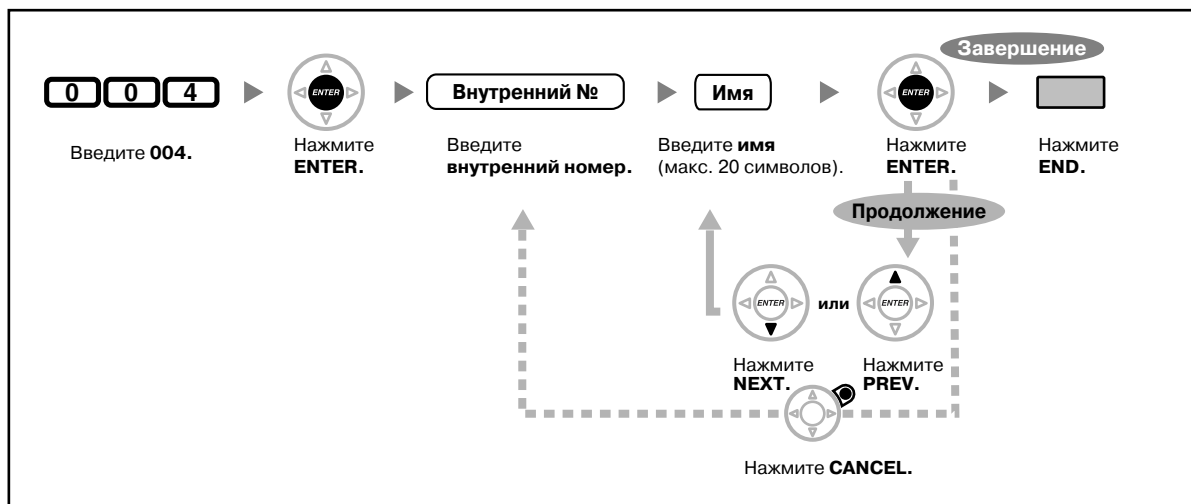 Завершение
0 0 4
ENTER
Внутренний №
Имя
ENTER
Введите 004.
Нажмите
ENTER.
Введите
внутренний номер.
Введите имя
(макс. 20 символов).
Нажмите
ENTER.
Нажмите
END.
Продолжение
ENTER
или
ENTER
Нажмите
NEXT.
Нажмите
PREV.
Нажмите CANCEL.